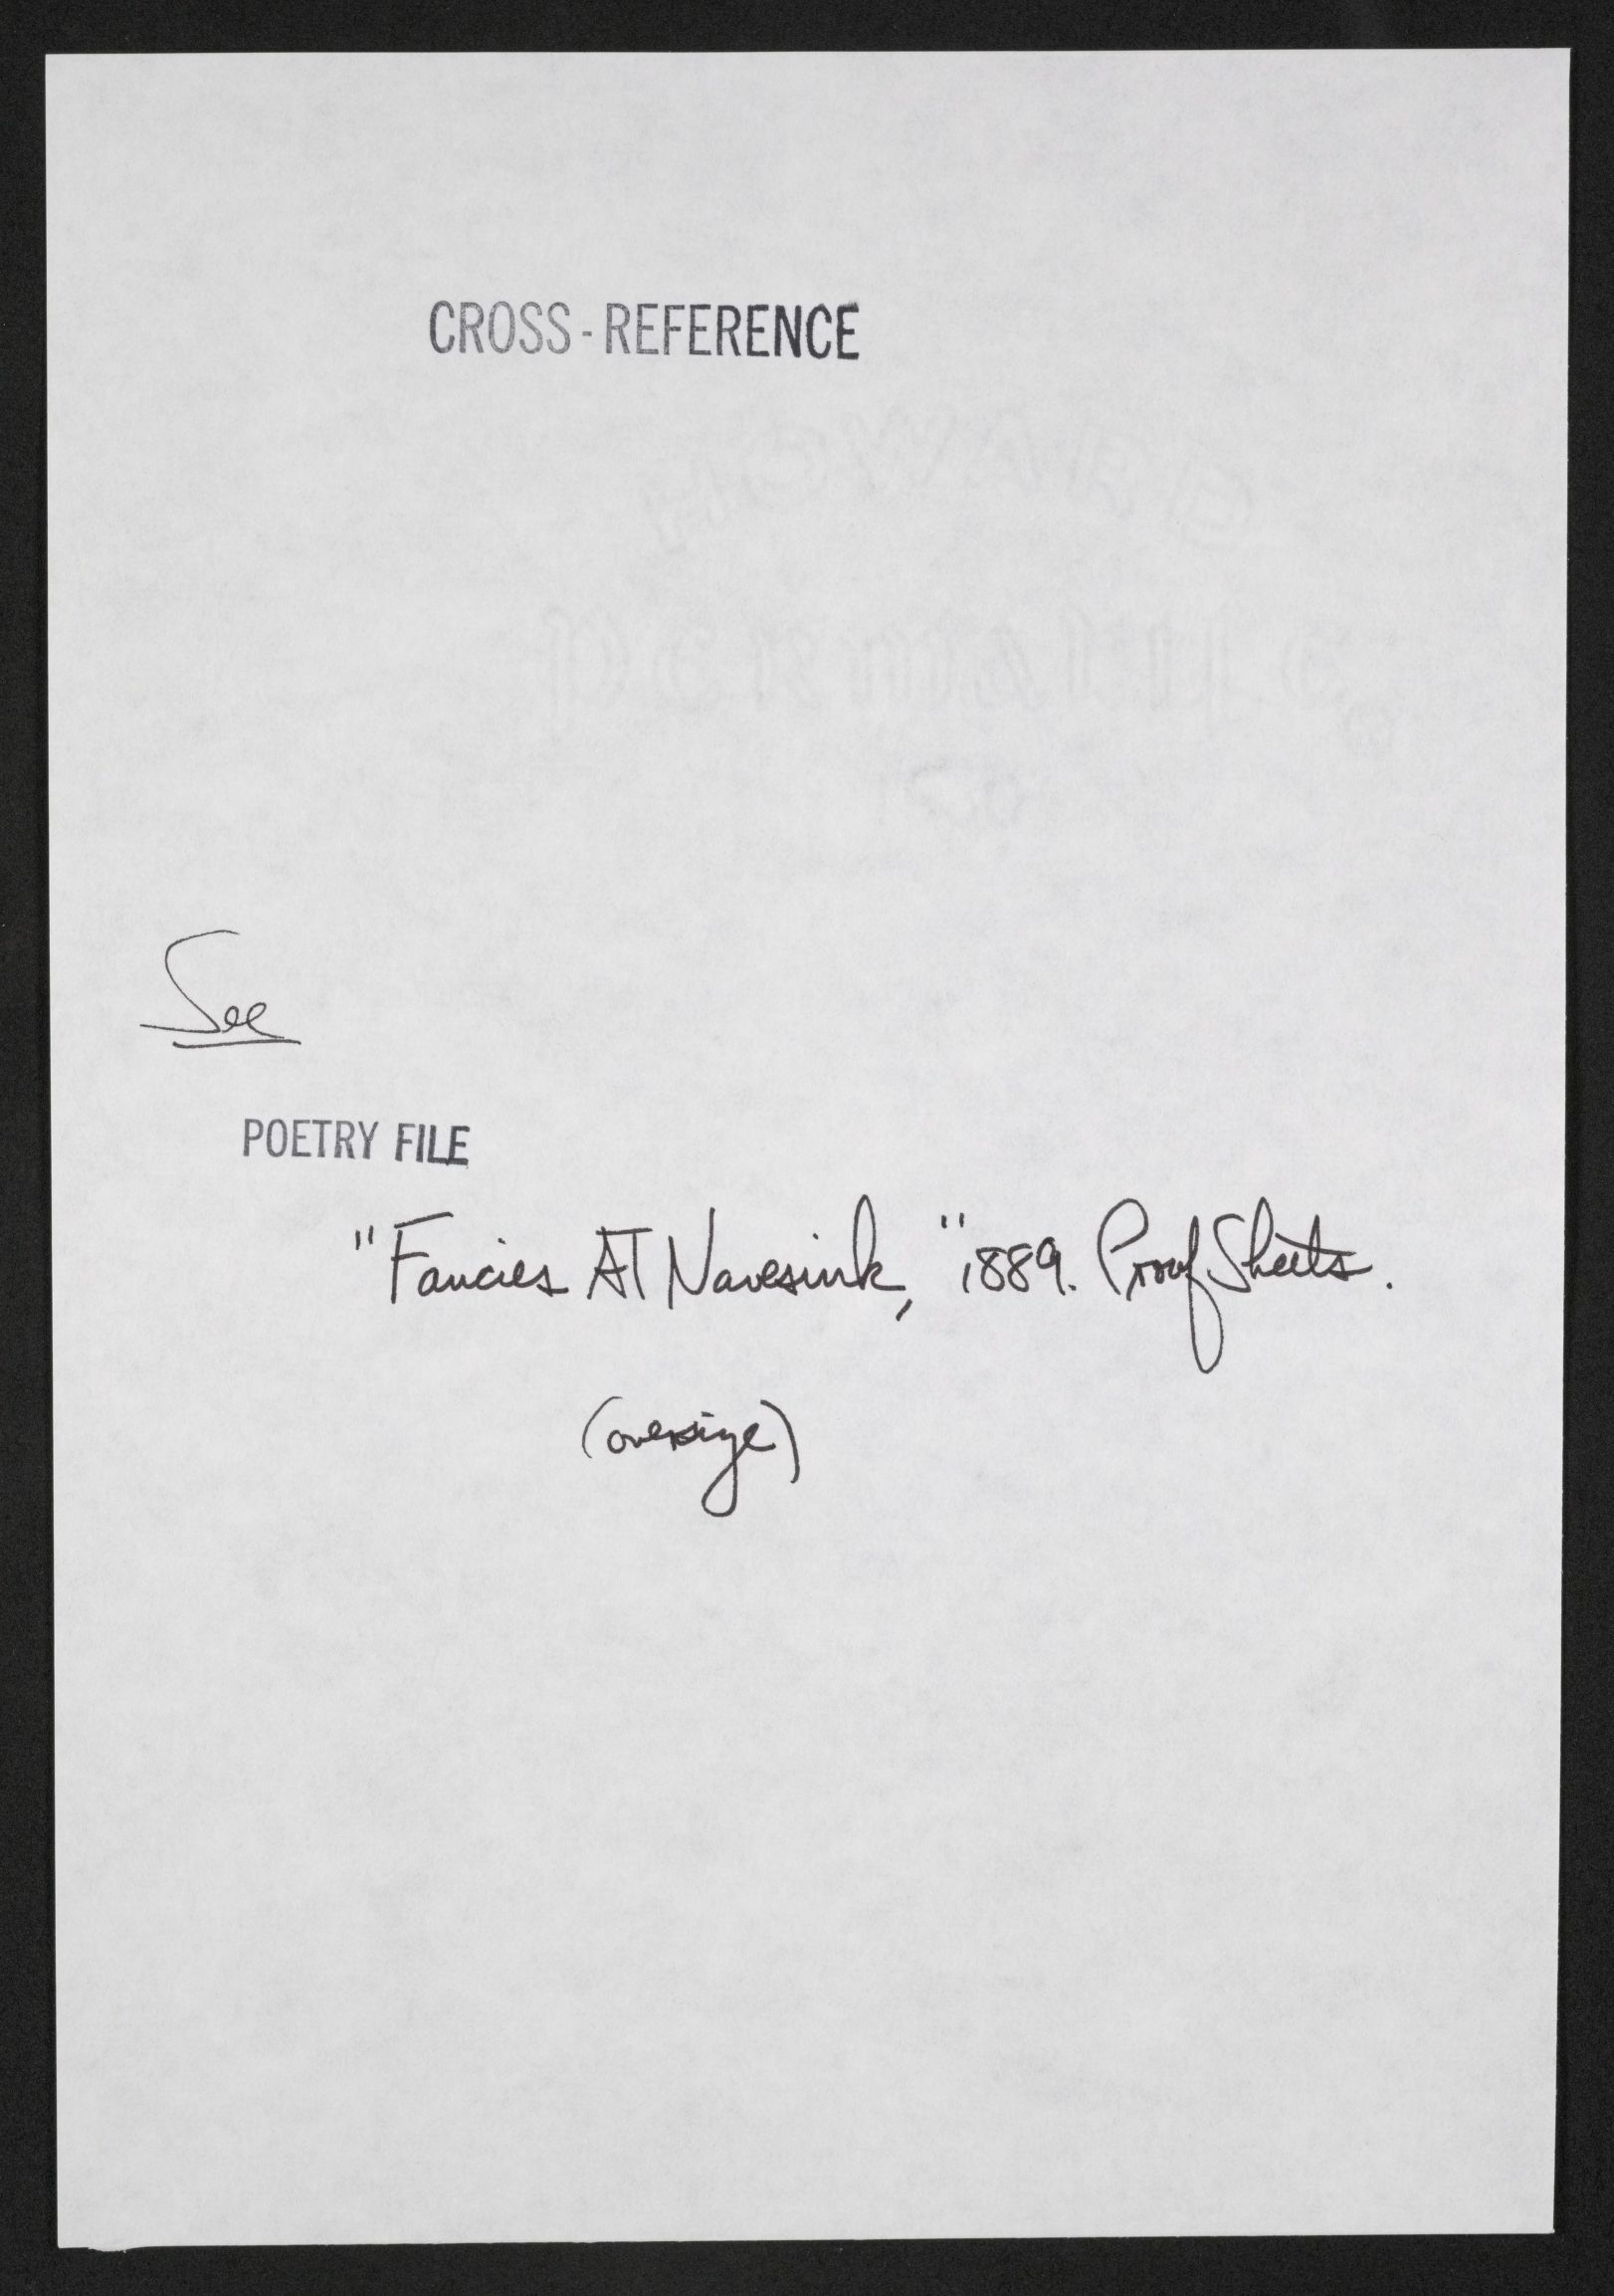 CROSS-REFERENCE
See
POETRY FILE
"Fancies AT Navesink," 1889. Proof Sheets.
(oversize)